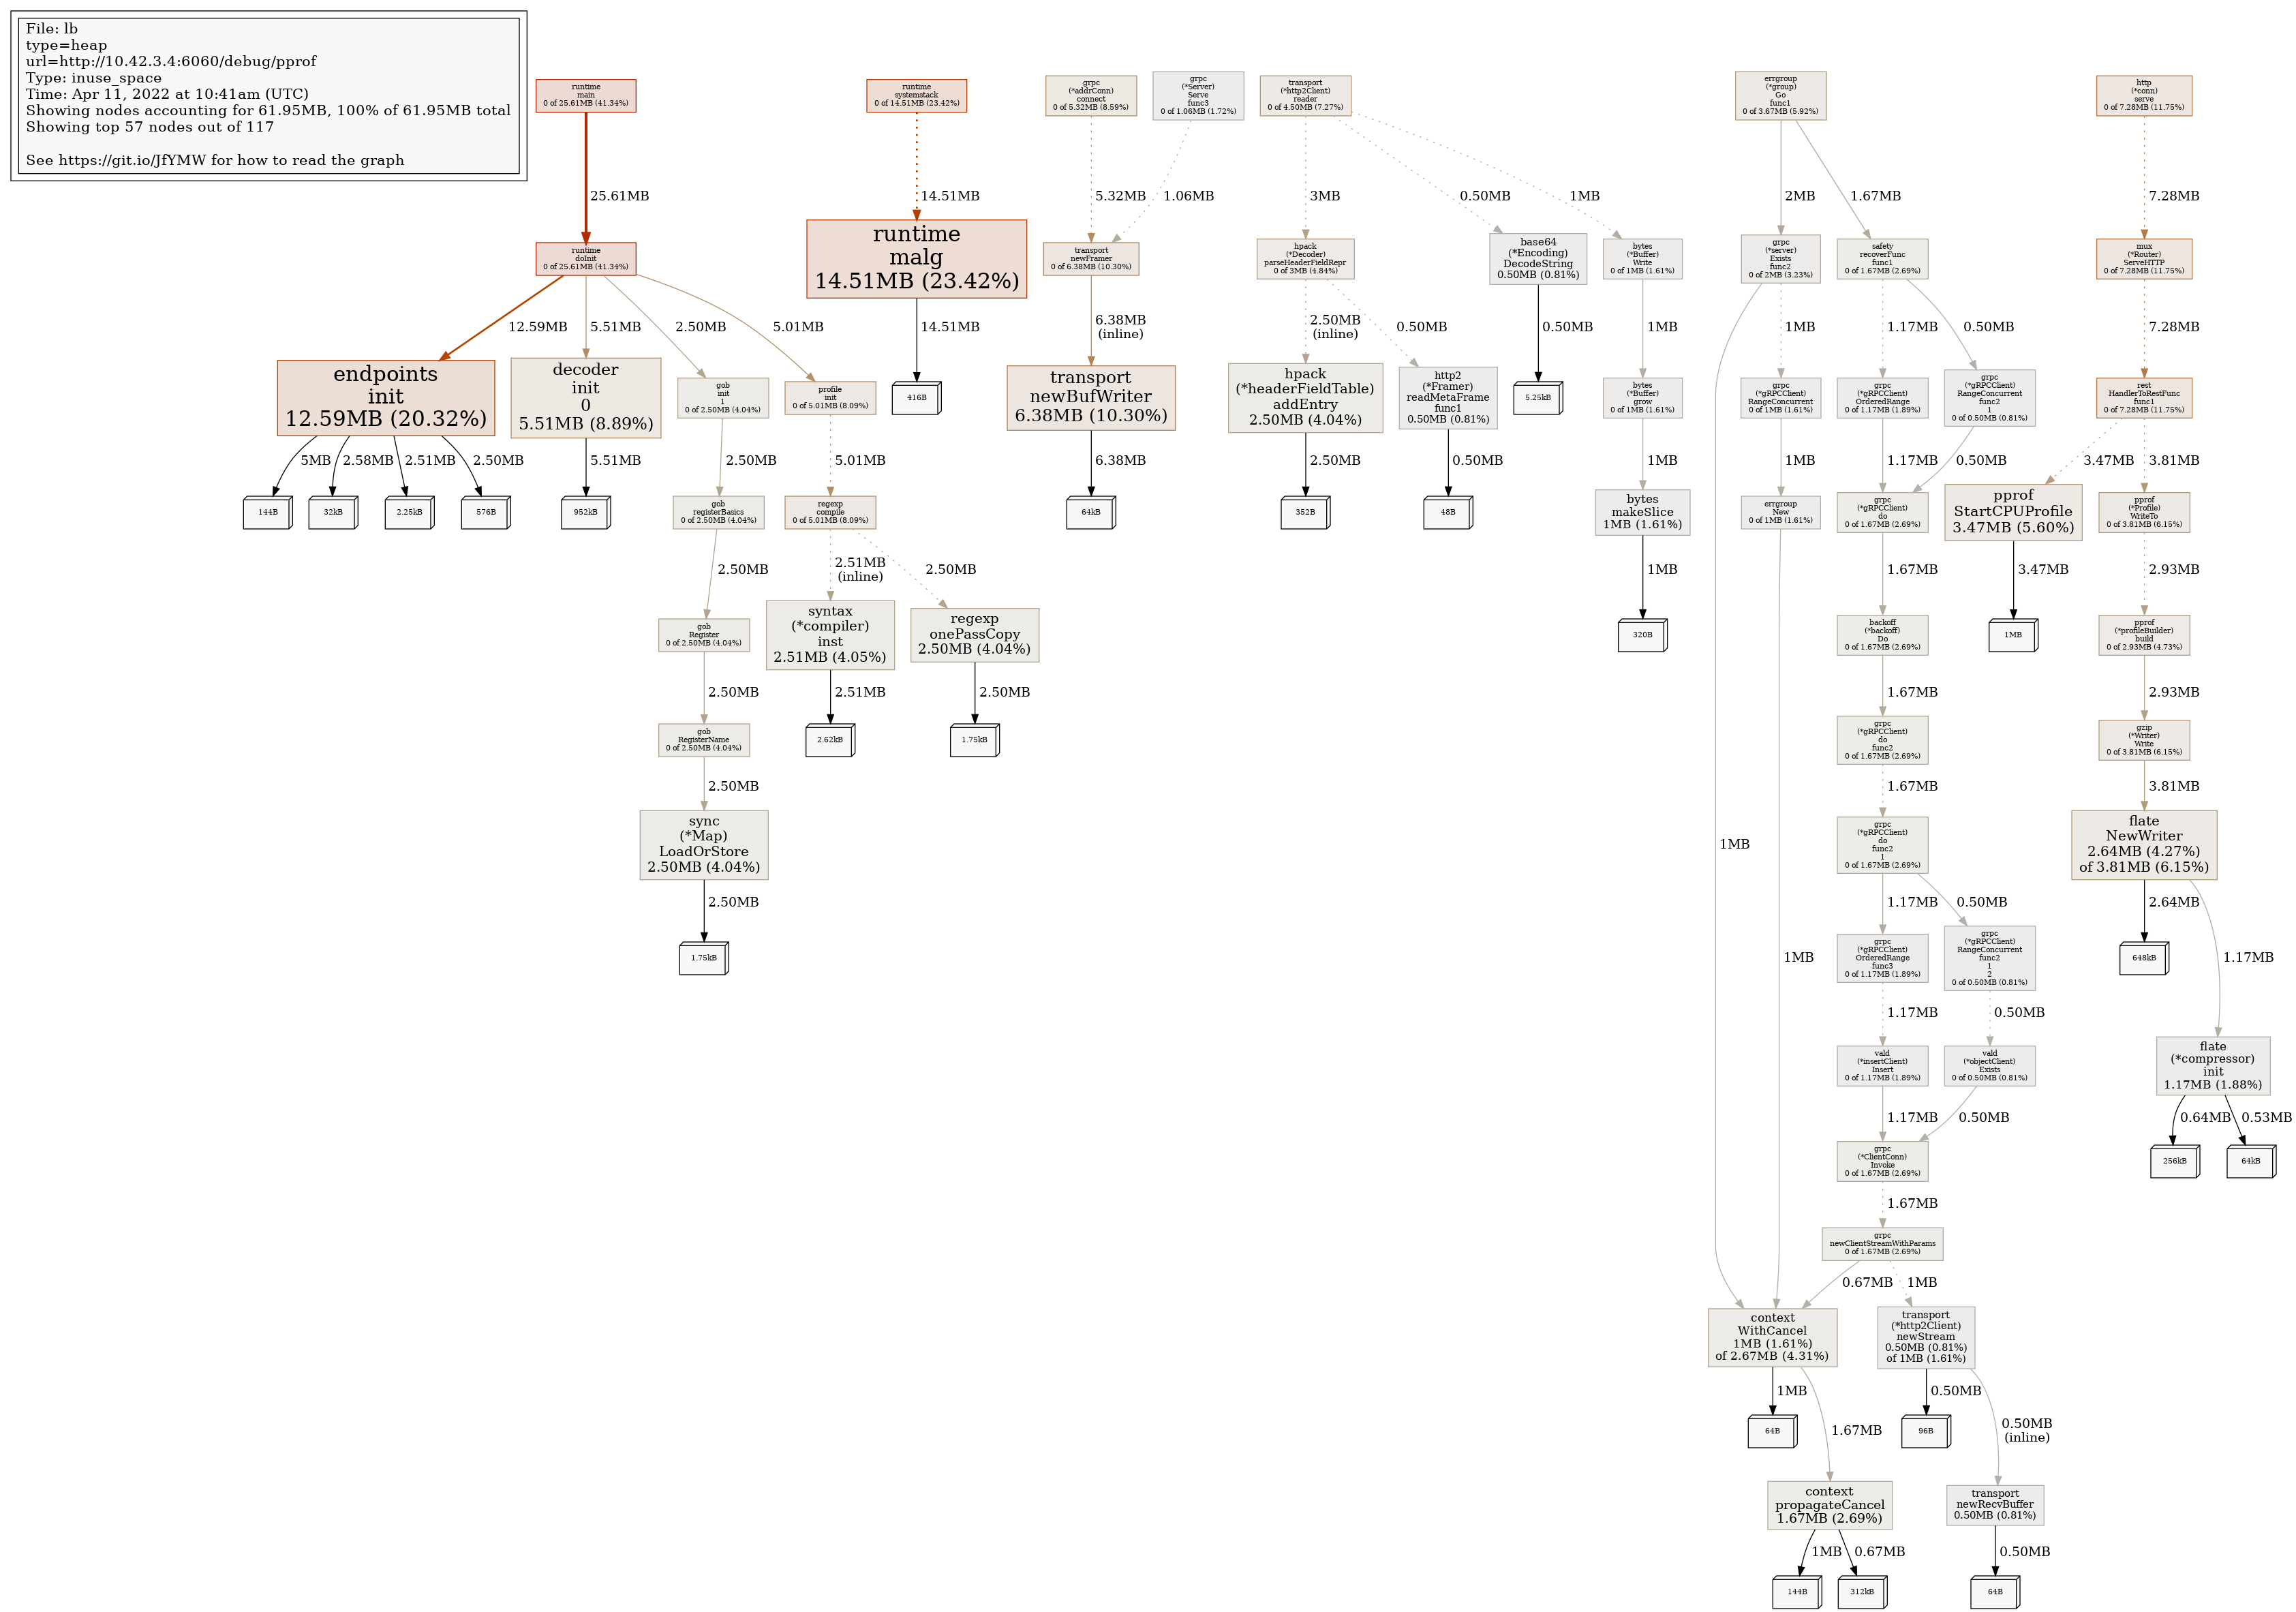 File: lb
type=heap
url=http://10.42.3.4:6060/debug/pprof
Type: inuse_space
Time: Apr 11, 2022 at 10:41am (UTC)
Showing nodes accounting for 61.95MB, 100% of 61.95MB total
Showing top 57 nodes out of 117
See https://git.io/JfYMW for how to read the graph
runtime
main
0 of 25.61MB (41.34%)
runtime
systemstack
0 of 14.51MB (23.42%)
grpc
(*addrConn)
connect
0 of 5.32MB (8.59%)
grpc
(*Server)
Serve
func3
0 of 1.06MB (1.72%)
transport
(*http2Client)
reader
0 of 4.50MB (7.27%)
errgroup
(*group)
Go
func1
0 of 3.67MB (5.92%)
http
(*conn)
serve
0 of 7.28MB (11.75%)
25.61MB
14.51MB
5.32MB
1.06MB
3MB
0.50MB
1MB
2MB
1.67MB
7.28MB
runtime
doInit
0 of 25.61MB (41.34%)
runtime
malg
14.51MB (23.42%)
transport
newFramer
0 of 6.38MB (10.30%)
hpack
(*Decoder)
parseHeaderFieldRepr
0 of 3MB (4.84%)
base64
(*Encoding)
DecodeString
0.50MB (0.81%)
bytes
(*Buffer)
Write
0 of 1MB (1.61%)
grpc
(*server)
Exists
func2
0 of 2MB (3.23%)
safety
recoverFunc
func1
0 of 1.67MB (2.69%)
mux
(*Router)
ServeHTTP
0 of 7.28MB (11.75%)
12.59MB
5.51MB
2.50MB
5.01MB
14.51MB
6.38MB
(inline)
2.50MB
(inline)
0.50MB
0.50MB
1MB
1MB
1.17MB
0.50MB
7.28MB
endpoints
init
12.59MB (20.32%)
decoder
init
0
5.51MB (8.89%)
gob
init
1
0 of 2.50MB (4.04%)
profile
init
0 of 5.01MB (8.09%)
416B
transport
newBufWriter
6.38MB (10.30%)
hpack
(*headerFieldTable)
addEntry
2.50MB (4.04%)
http2
(*Framer)
readMetaFrame
func1
0.50MB (0.81%)
5.25kB
bytes
(*Buffer)
grow
0 of 1MB (1.61%)
grpc
(*gRPCClient)
RangeConcurrent
0 of 1MB (1.61%)
grpc
(*gRPCClient)
OrderedRange
0 of 1.17MB (1.89%)
grpc
(*gRPCClient)
RangeConcurrent
func2
1
0 of 0.50MB (0.81%)
rest
HandlerToRestFunc
func1
0 of 7.28MB (11.75%)
5MB
2.58MB
2.51MB
2.50MB
5.51MB
2.50MB
5.01MB
6.38MB
2.50MB
0.50MB
1MB
1MB
1.17MB
0.50MB
3.47MB
3.81MB
144B
32kB
2.25kB
576B
952kB
gob
registerBasics
0 of 2.50MB (4.04%)
regexp
compile
0 of 5.01MB (8.09%)
64kB
352B
48B
bytes
makeSlice
1MB (1.61%)
errgroup
New
0 of 1MB (1.61%)
grpc
(*gRPCClient)
do
0 of 1.67MB (2.69%)
pprof
StartCPUProfile
3.47MB (5.60%)
pprof
(*Profile)
WriteTo
0 of 3.81MB (6.15%)
2.50MB
2.51MB
(inline)
2.50MB
1MB
1.67MB
3.47MB
2.93MB
gob
Register
0 of 2.50MB (4.04%)
syntax
(*compiler)
inst
2.51MB (4.05%)
regexp
onePassCopy
2.50MB (4.04%)
320B
backoff
(*backoff)
Do
0 of 1.67MB (2.69%)
1MB
pprof
(*profileBuilder)
build
0 of 2.93MB (4.73%)
2.50MB
2.51MB
2.50MB
1.67MB
2.93MB
gob
RegisterName
0 of 2.50MB (4.04%)
2.62kB
1.75kB
grpc
(*gRPCClient)
do
func2
0 of 1.67MB (2.69%)
gzip
(*Writer)
Write
0 of 3.81MB (6.15%)
2.50MB
1.67MB
3.81MB
sync
(*Map)
LoadOrStore
2.50MB (4.04%)
1MB
grpc
(*gRPCClient)
do
func2
1
0 of 1.67MB (2.69%)
flate
NewWriter
2.64MB (4.27%)
of 3.81MB (6.15%)
2.50MB
1.17MB
0.50MB
2.64MB
1.75kB
1MB
grpc
(*gRPCClient)
OrderedRange
func3
0 of 1.17MB (1.89%)
grpc
(*gRPCClient)
RangeConcurrent
func2
1
2
0 of 0.50MB (0.81%)
648kB
1.17MB
1.17MB
0.50MB
vald
(*insertClient)
Insert
0 of 1.17MB (1.89%)
vald
(*objectClient)
Exists
0 of 0.50MB (0.81%)
flate
(*compressor)
init
1.17MB (1.88%)
1.17MB
0.50MB
0.64MB
0.53MB
grpc
(*ClientConn)
Invoke
0 of 1.67MB (2.69%)
256kB
64kB
1.67MB
grpc
newClientStreamWithParams
0 of 1.67MB (2.69%)
0.67MB
1MB
context
WithCancel
1MB (1.61%)
of 2.67MB (4.31%)
transport
(*http2Client)
newStream
0.50MB (0.81%)
of 1MB (1.61%)
1MB
1.67MB
0.50MB
0.50MB
(inline)
64B
96B
context
propagateCancel
1.67MB (2.69%)
transport
newRecvBuffer
0.50MB (0.81%)
1MB
0.67MB
0.50MB
144B
312kB
64B